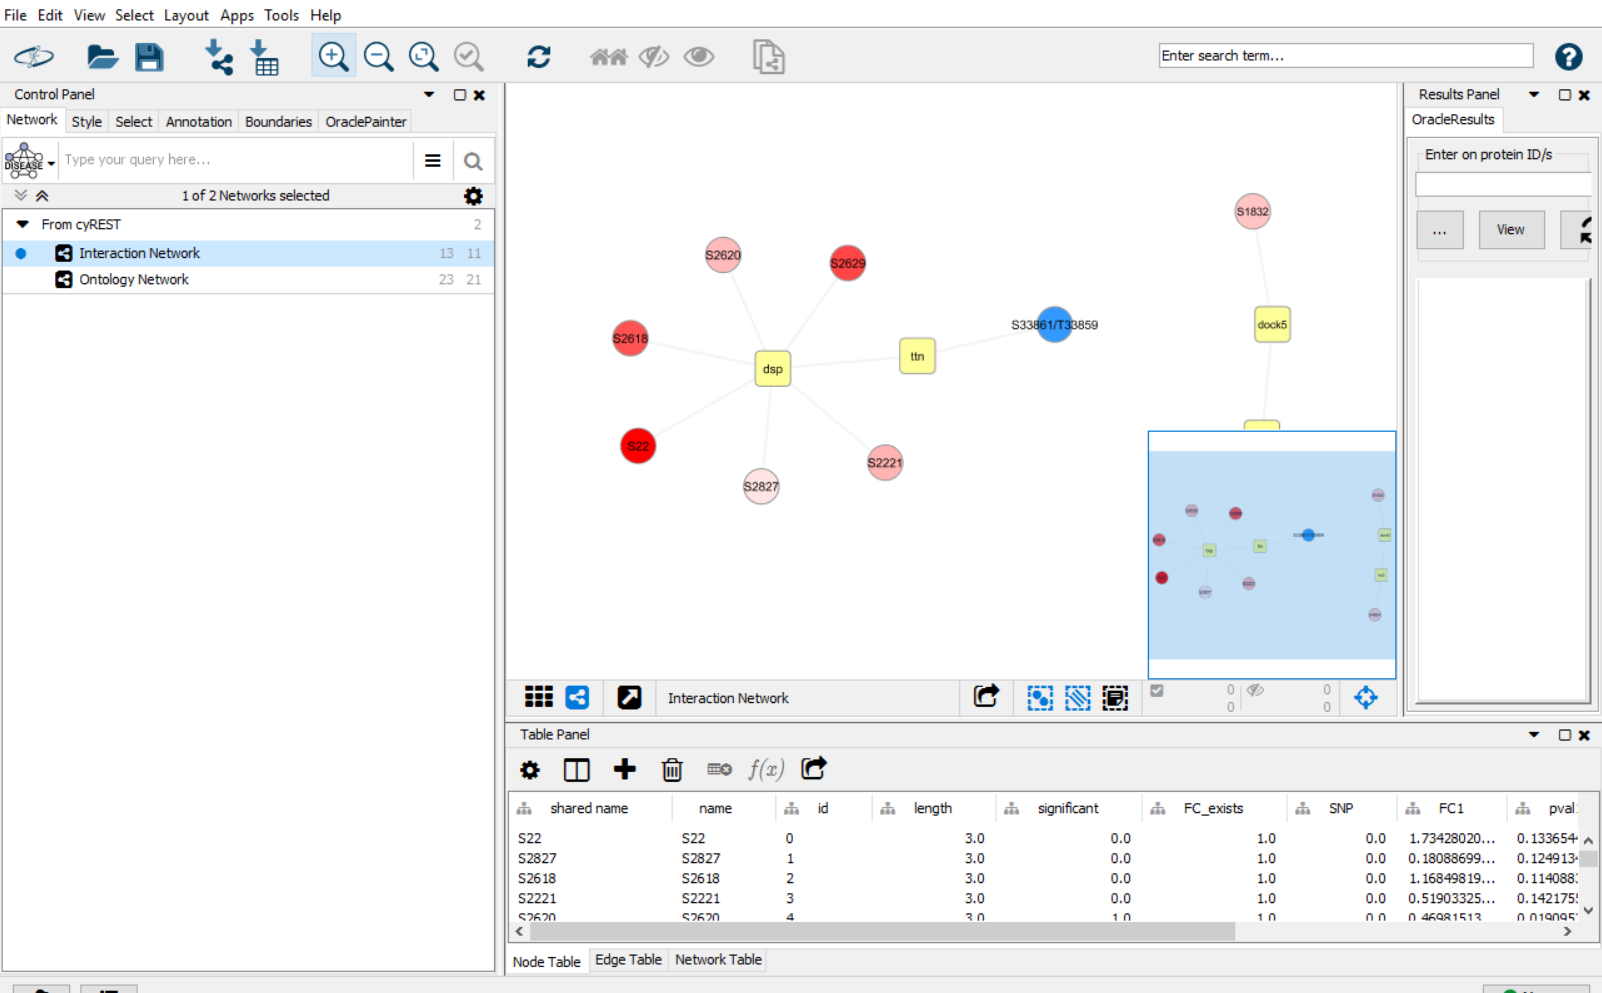 File Edit View Select Layout Apps Tools Help
Enter search term...
Control Panel
Network Style Select Annotation Boundaries OraclePainter
DISEASE Type your query here...
1 of 2 Networks selected
From cyREST 2
Interaction Network 13 11
Ontology Network 23 21
S1832
S2620
S2629
S33861/T33859
dock5
S2618
ttn
dsp
S22
S2221
S2827
Interaction Network
0 0
0 0
Results Panel
OracleResults
Enter on protein ID/s
... View
Table Panel
f(x)
shared name name id length significant FC_exists SNP FC1 pval
S22 S22 0 3.0 0.0 1.0 0.0 1.73428020... 0.133654
S2827 S2827 1 3.0 0.0 1.0 0.0 0.18088699... 0.124913
S2618 S2618 2 3.0 0.0 1.0 0.0 1.16849819... 0.114088
S2221 S2221 3 3.0 0.0 1.0 0.0 0.51903325... 0.142175
S2620 S2620 4 3.0 1.0 1.0 0.0 0.46981513 0.019095
Node Table Edge Table Network Table